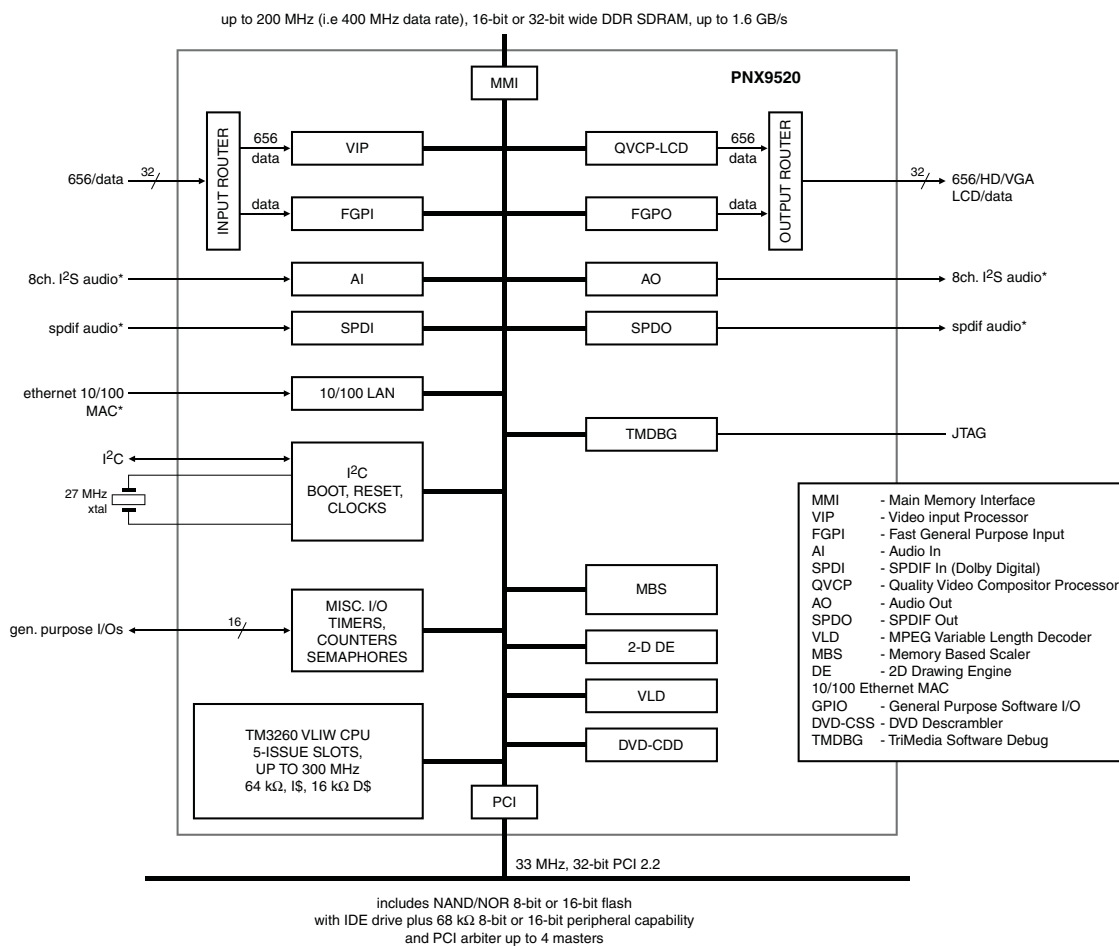 up to 200 MHz (i.e 400 MHz data rate), 16-bit or 32-bit wide DDR SDRAM, up to 1.6 GB/s
MMI
PNX9520
INPUT ROUTER
656
data
VIP
QVCP-LCD
656
data
OUTPUT ROUTER
656/data
32
32
656/HD/VGA
LCD/data
data
FGPI
FGPO
data
8ch. I²S audio*
AI
AO
8ch. I²S audio*
spdif audio*
SPDI
SPDO
spdif audio*
ethernet 10/100
MAC*
10/100 LAN
TMDBG
JTAG
I²C
27 MHz
xtal
I²C
BOOT, RESET,
CLOCKS
MMI - Main Memory Interface
VIP - Video input Processor
FGPI - Fast General Purpose Input
AI - Audio In
SPDI - SPDIF In (Dolby Digital)
QVCP - Quality Video Compositor Processor
AO - Audio Out
SPDO - SPDIF Out
VLD - MPEG Variable Length Decoder
MBS - Memory Based Scaler
DE - 2D Drawing Engine
10/100 Ethernet MAC
GPIO - General Purpose Software I/O
DVD-CSS - DVD Descrambler
TMDBG - TriMedia Software Debug
gen. purpose I/Os
16
MISC. I/O
TIMERS,
COUNTERS
SEMAPHORES
MBS
2-D DE
VLD
DVD-CDD
TM3260 VLIW CPU
5-ISSUE SLOTS,
UP TO 300 MHz
64 kΩ, I$, 16 kΩ D$
PCI
33 MHz, 32-bit PCI 2.2
includes NAND/NOR 8-bit or 16-bit flash
with IDE drive plus 68 kΩ 8-bit or 16-bit peripheral capability
and PCI arbiter up to 4 masters